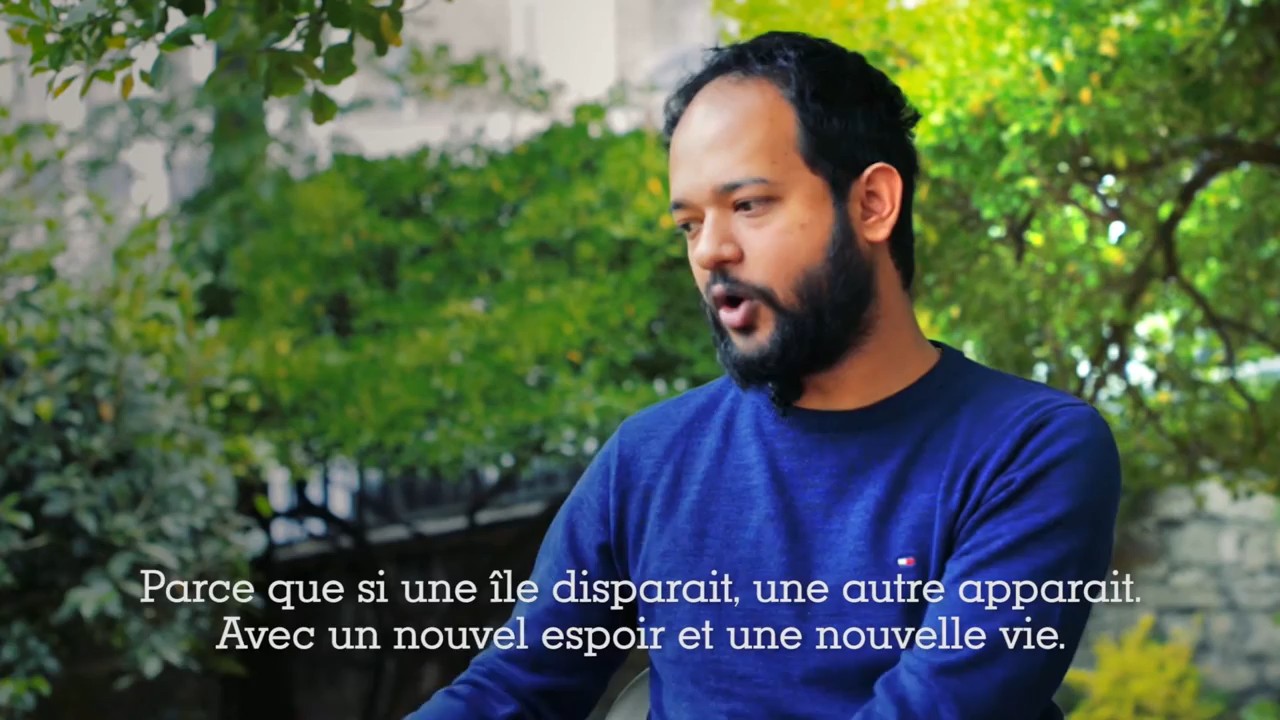 Parce que si une île disparait, une autre apparait.
Avec un nouvel espoir et une nouvelle vie.